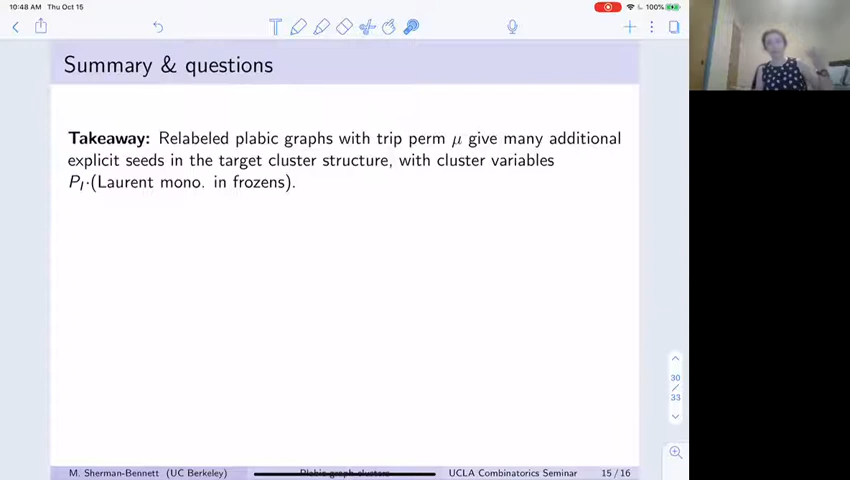 10:48 AM Thu Oct 15
100%
Summary & questions
Takeaway: Relabeled plabic graphs with trip perm μ give many additional
explicit seeds in the target cluster structure, with cluster variables
P_I·(Laurent mono. in frozens).
30
/
33
M. Sherman-Bennett (UC Berkeley) Plabic graph clusters UCLA Combinatorics Seminar 15 / 16